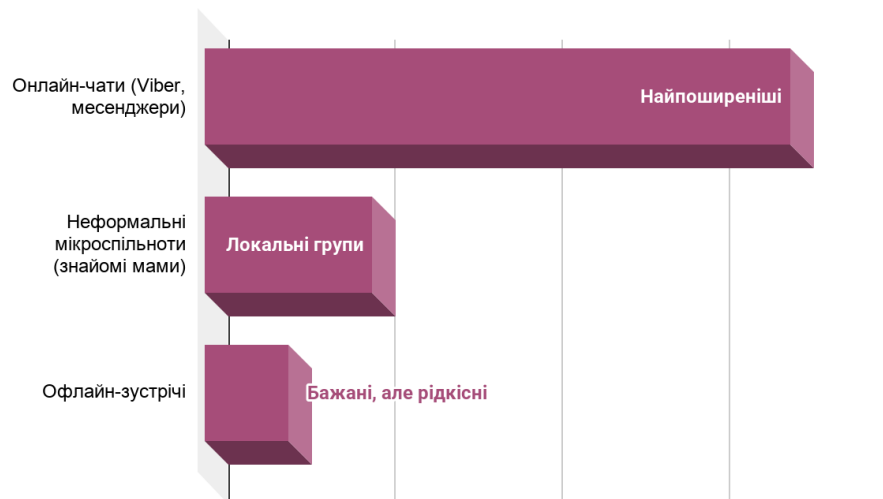 Онлайн-чати (Viber,
месенджери)
Найпоширеніші
Неформальні
мікроспільноти
(знайомі мами)
Локальні групи
Офлайн-зустрічі
Бажані, але рідкісні